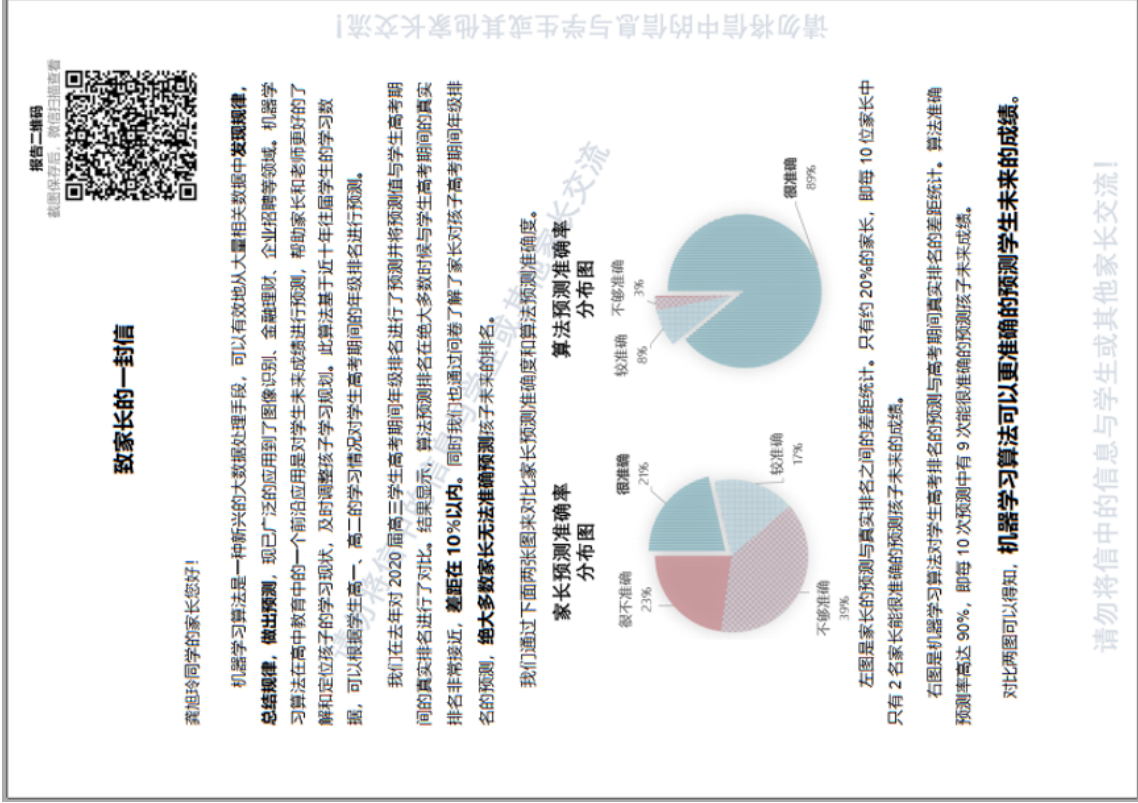 请勿将信中的信息与学生或其他家长交流！
报告二维码
截图保存后，微信扫描查看
致家长的一封信
龚旭玲同学的家长您好！
机器学习算法是一种新兴的大数据处理手段，可以有效地从大量相关数据中发现规律，
总结规律，做出预测，现已广泛的应用到了图像识别、金融理财、企业招聘等领域。机器学
习算法在高中教育中的一个前沿应用是对学生未来成绩进行预测，帮助家长和老师更好的了
解和定位孩子的学习现状，及时调整孩子学习规划。此算法基于近十年往届学生的学习数
据，可以根据学生高一、高二的学习情况对学生高考期间的年级排名进行预测。
我们在去年对 2020 届高三学生高考期间年级排名进行了预测并将预测值与学生高考期
间的真实排名进行了对比。结果显示，算法预测排名在绝大多数时候与学生高考期间的真实
排名非常接近，差距在 10%以内。同时我们也通过问卷了解了家长对孩子高考期间年级排
名的预测，绝大多数家长无法准确预测孩子未来的排名。
我们通过下面两张图来对比家长预测准确度和算法预测准确度。
家长预测准确率
分布图
很不准确
23%
很准确
21%
较准确
17%
不够准确
39%
算法预测准确率
分布图
较准确
8%
不够准确
3%
很准确
89%
左图是家长的预测与真实排名之间的差距统计。只有约 20%的家长，即每 10 位家长中
只有 2 名家长能很准确的预测孩子未来的成绩。
右图是机器学习算法对学生高考排名的预测与高考期间真实排名的差距统计。算法准确
预测率高达 90%，即每 10 次预测中有 9 次能很准确的预测孩子未来成绩。
对比两图可以得知，机器学习算法可以更准确的预测学生未来的成绩。
请勿将信中的信息与学生或其他家长交流
请勿将信中的信息与学生或其他家长交流！